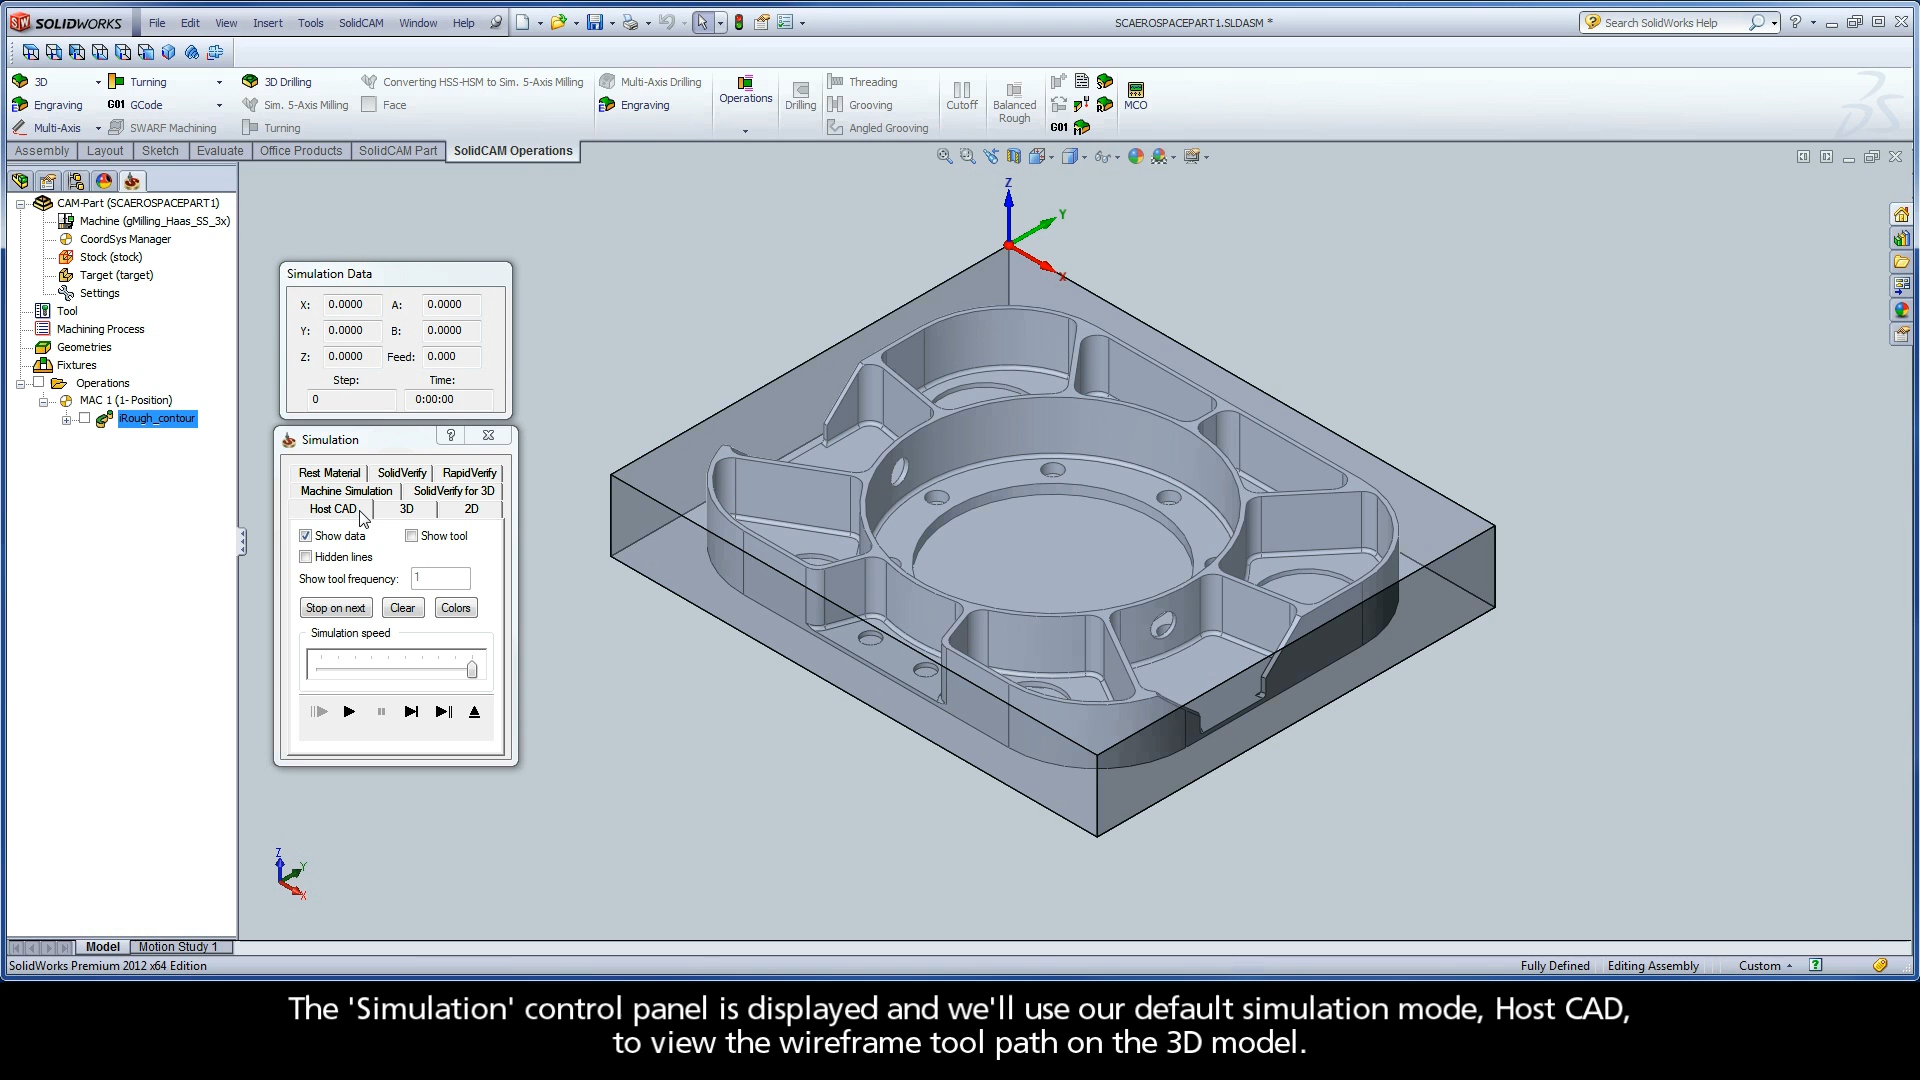 SOLIDWORKS File Edit View Insert Tools SolidCAM Window Help SCAEROSPACEPART1.SLDASM * Search SolidWorks Help
3D Turning 3D Drilling Converting HSS-HSM to Sim. 5-Axis Milling Multi-Axis Drilling Threading
Engraving G01 GCode Sim. 5-Axis Milling Face Engraving Operations Drilling Grooving Cutoff Balanced Rough MCO
Multi-Axis SWARF Machining Turning Angled Grooving G01
Assembly Layout Sketch Evaluate Office Products SolidCAM Part SolidCAM Operations
CAM-Part (SCAEROSPACEPART1)
Machine (gMilling_Haas_SS_3x)
CoordSys Manager
Stock (stock)
Target (target)
Settings
Tool
Machining Process
Geometries
Fixtures
Operations
MAC 1 (1- Position)
iRough_contour
Simulation Data
X: 0.0000 A: 0.0000
Y: 0.0000 B: 0.0000
Z: 0.0000 Feed: 0.000
Step: Time:
0 0:00:00
Simulation
Rest Material SolidVerify RapidVerify
Machine Simulation SolidVerify for 3D
Host CAD 3D 2D
Show data Show tool
Hidden lines
Show tool frequency: 1
Stop on next Clear Colors
Simulation speed
Z
Y
X
Z
Y
X
Model Motion Study 1
SolidWorks Premium 2012 x64 Edition Fully Defined Editing Assembly Custom
The 'Simulation' control panel is displayed and we'll use our default simulation mode, Host CAD,
to view the wireframe tool path on the 3D model.